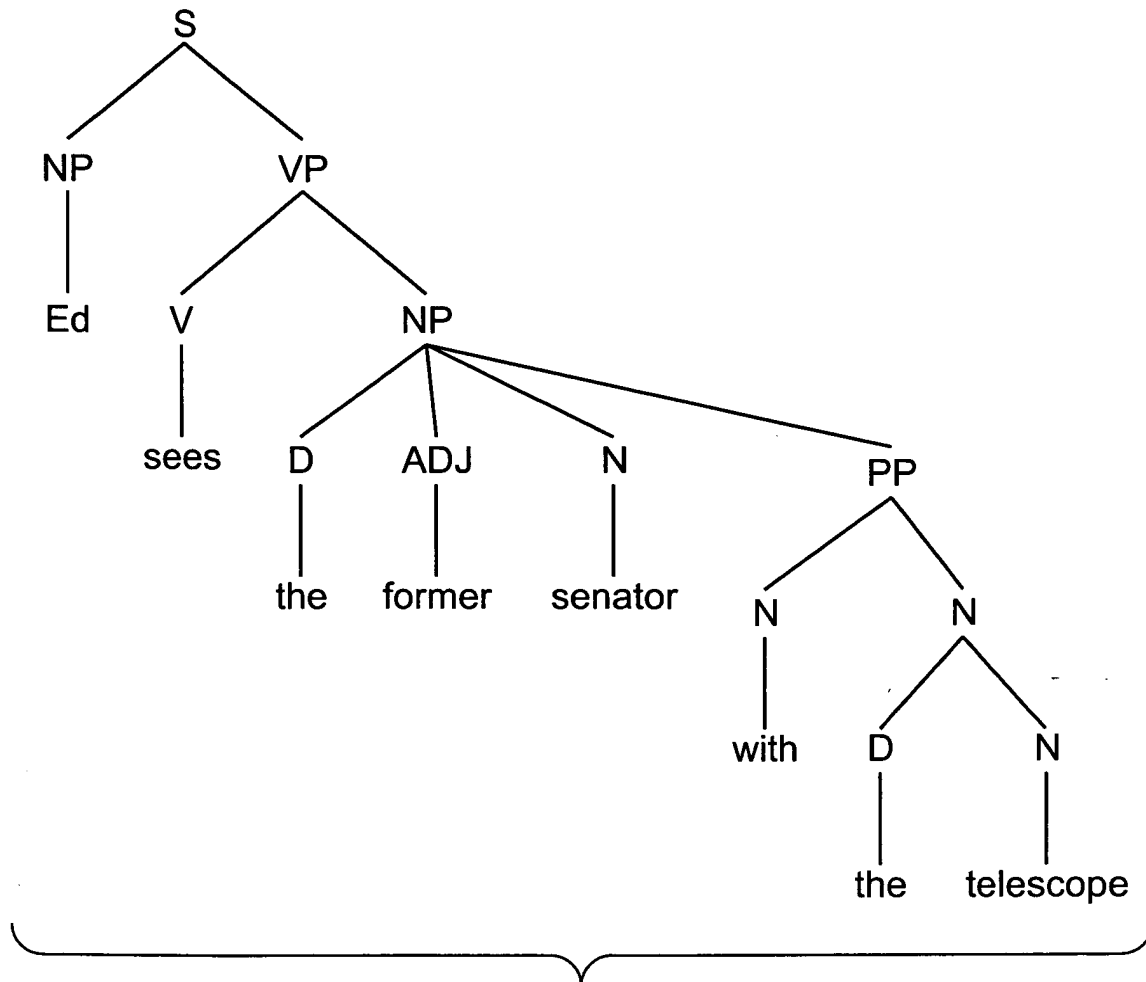 S
NP VP
Ed V NP
sees D ADJ N PP
the former senator N N
with D N
the telescope